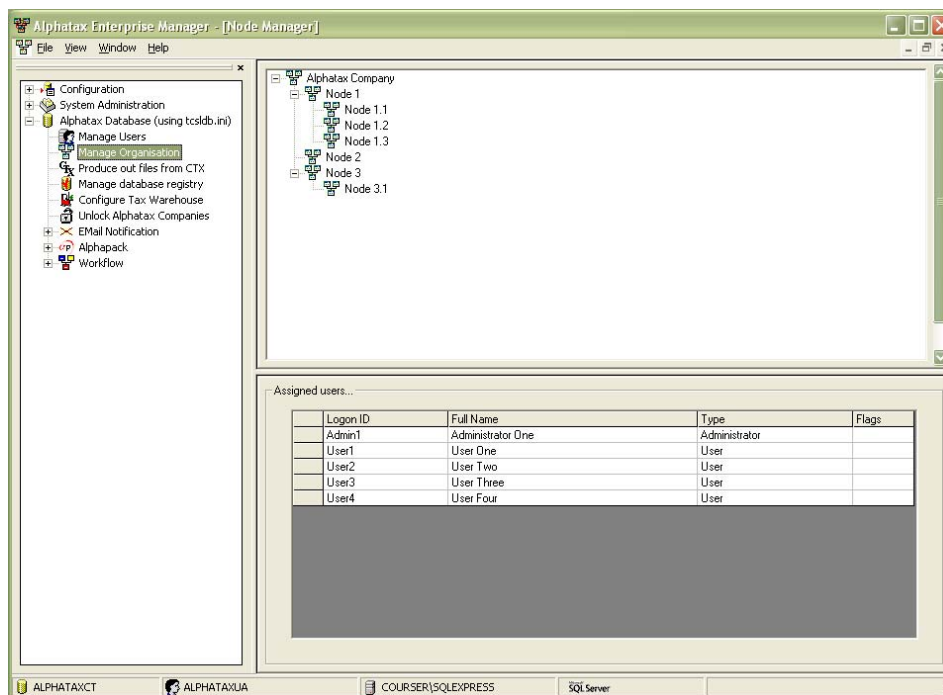 Alphatax Enterprise Manager - [Node Manager]
File View Window Help
Configuration
System Administration
Alphatax Database (using tcsldb.ini)
Manage Users
Manage Organisation
Produce out files from CTX
Manage database registry
Configure Tax Warehouse
Unlock Alphatax Companies
EMail Notification
Alphapack
Workflow
Alphatax Company
Node 1
Node 1.1
Node 1.2
Node 1.3
Node 2
Node 3
Node 3.1
Assigned users...
Logon ID Full Name Type Flags
Admin1 Administrator One Administrator
User1 User One User
User2 User Two User
User3 User Three User
User4 User Four User
ALPHATAXCT ALPHATAXUA COURSER\SQLEXPRESS SQL Server